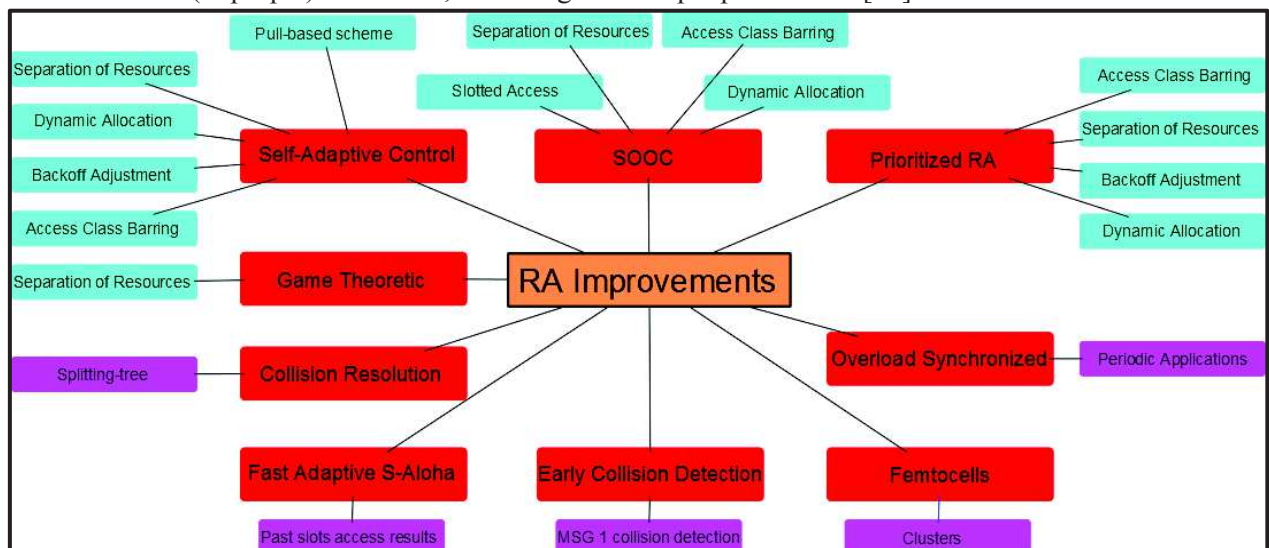 Pull-based scheme
Separation of Resources
Access Class Barring
Separation of Resources
Access Class Barring
Slotted Access
Dynamic Allocation
Dynamic Allocation
Separation of Resources
Self-Adaptive Control
SOOC
Prioritized RA
Backoff Adjustment
Backoff Adjustment
Access Class Barring
Dynamic Allocation
Separation of Resources
Game Theoretic
RA Improvements
Splitting-tree
Collision Resolution
Overload Synchronized
Periodic Applications
Fast Adaptive S-Aloha
Early Collision Detection
Femtocells
Past slots access results
MSG 1 collision detection
Clusters